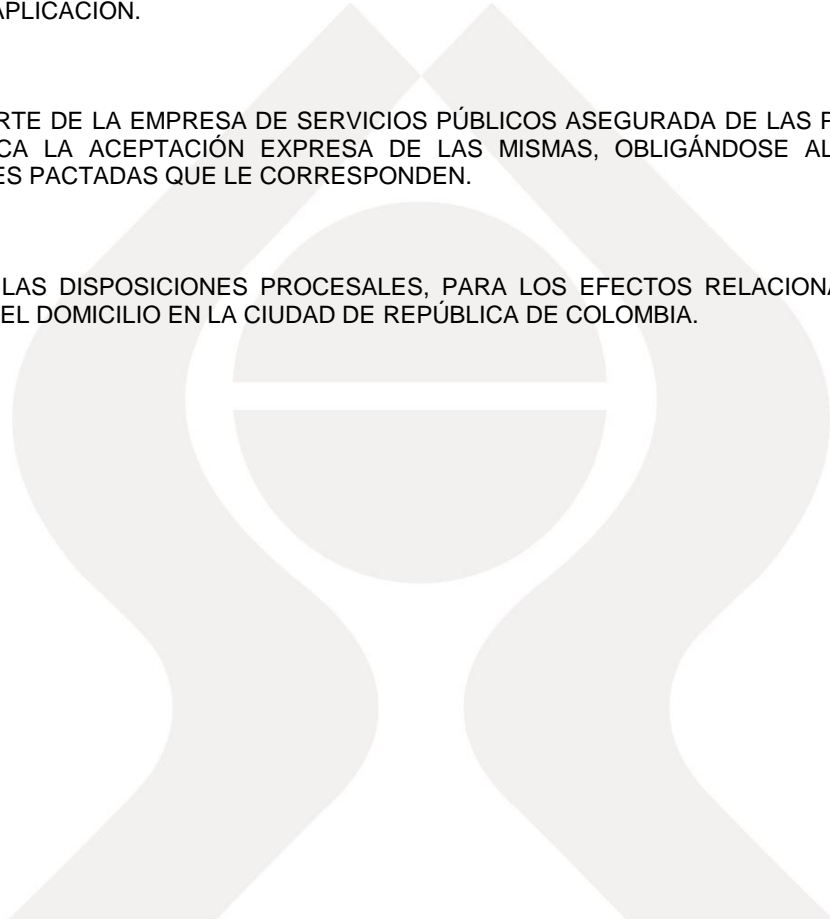 APLICACIÓN.
RTE DE LA EMPRESA DE SERVICIOS PÚBLICOS ASEGURADA DE LAS P
CA LA ACEPTACIÓN EXPRESA DE LAS MISMAS, OBLIGÁNDOSE AL
ES PACTADAS QUE LE CORRESPONDEN.
LAS DISPOSICIONES PROCESALES, PARA LOS EFECTOS RELACIONA
EL DOMICILIO EN LA CIUDAD DE REPÚBLICA DE COLOMBIA.